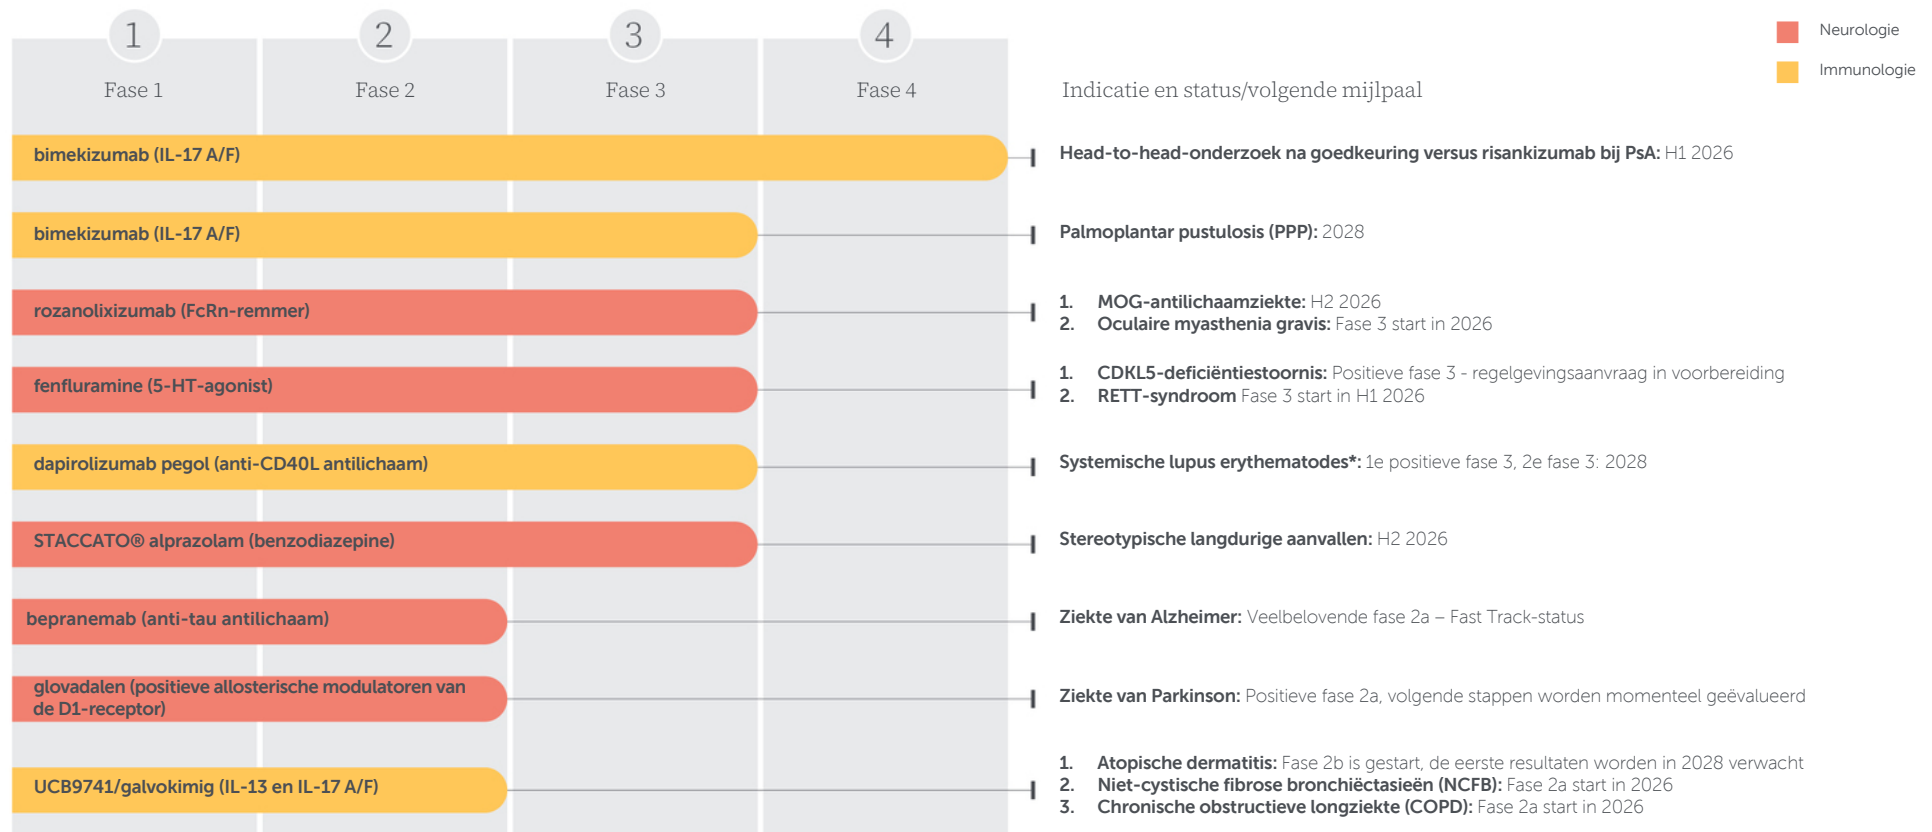 1
2
3
4
Neurologie
Immunologie
Fase 1
Fase 2
Fase 3
Fase 4
Indicatie en status/volgende mijlpaal
bimekizumab (IL-17 A/F)
Head-to-head-onderzoek na goedkeuring versus risankizumab bij PsA: H1 2026
bimekizumab (IL-17 A/F)
Palmoplantar pustulosis (PPP): 2028
rozanolixizumab (FcRn-remmer)
1. MOG-antilichaamziekte: H2 2026
2. Oculaire myasthenia gravis: Fase 3 start in 2026
fenfluramine (5-HT-agonist)
1. CDKL5-deficiëntiestoornis: Positieve fase 3 - regelgevingsaanvraag in voorbereiding
2. RETT-syndroom Fase 3 start in H1 2026
dapirolizumab pegol (anti-CD40L antilichaam)
Systemische lupus erythematodes*: 1e positieve fase 3, 2e fase 3: 2028
STACCATO® alprazolam (benzodiazepine)
Stereotypische langdurige aanvallen: H2 2026
bepranemab (anti-tau antilichaam)
Ziekte van Alzheimer: Veelbelovende fase 2a – Fast Track-status
glovadalen (positieve allosterische modulatoren van
de D1-receptor)
Ziekte van Parkinson: Positieve fase 2a, volgende stappen worden momenteel geëvalueerd
UCB9741/galvokimig (IL-13 en IL-17 A/F)
1. Atopische dermatitis: Fase 2b is gestart, de eerste resultaten worden in 2028 verwacht
2. Niet-cystische fibrose bronchiëctasieën (NCFB): Fase 2a start in 2026
3. Chronische obstructieve longziekte (COPD): Fase 2a start in 2026